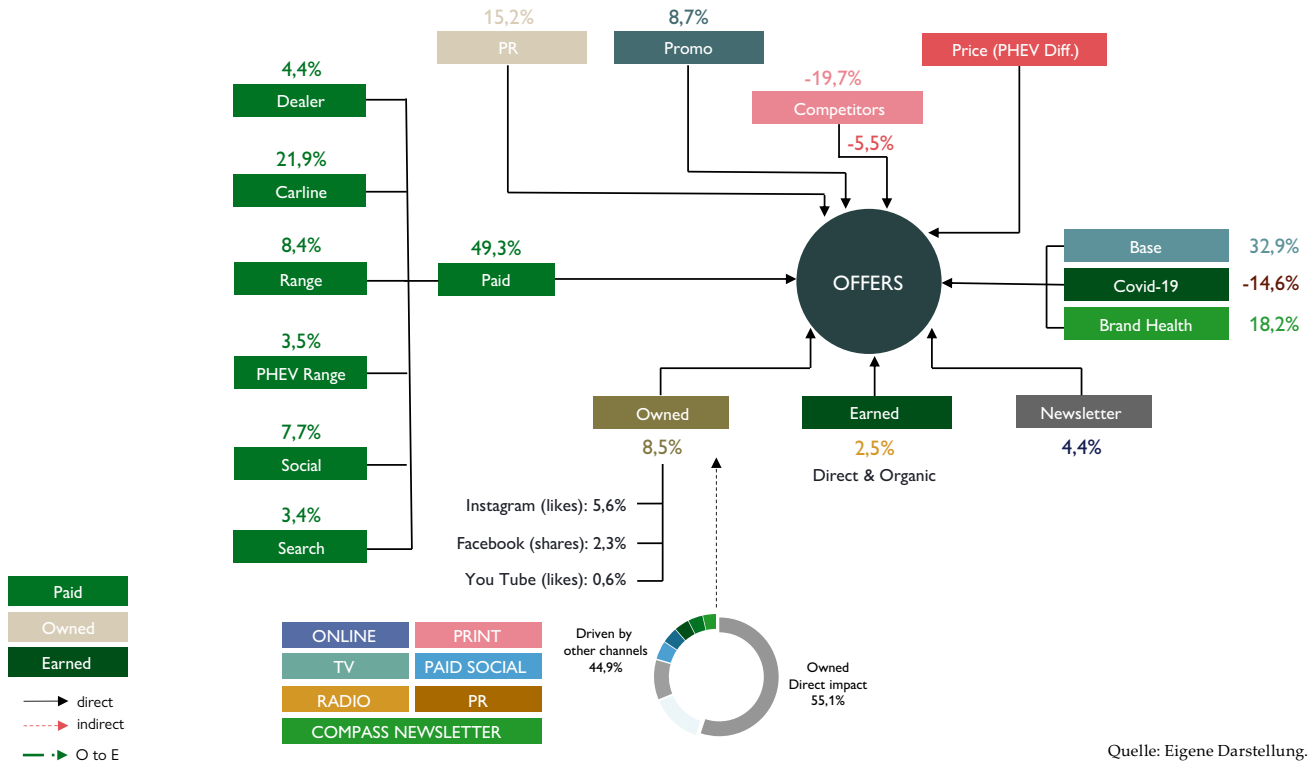 15,2%
PR
8,7%
Promo
Price (PHEV Diff.)
-19,7%
Competitors
-5,5%
4,4%
Dealer
21,9%
Carline
8,4%
Range
49,3%
Paid
3,5%
PHEV Range
7,7%
Social
3,4%
Search
OFFERS
Base
32,9%
Covid-19
-14,6%
Brand Health
18,2%
Owned
8,5%
Earned
2,5%
Direct & Organic
Newsletter
4,4%
Instagram (likes): 5,6%
Facebook (shares): 2,3%
You Tube (likes): 0,6%
Paid
Owned
Earned
direct
indirect
O to E
ONLINE
PRINT
TV
PAID SOCIAL
RADIO
PR
COMPASS NEWSLETTER
Driven by
other channels
44,9%
Owned
Direct impact
55,1%
Quelle: Eigene Darstellung.